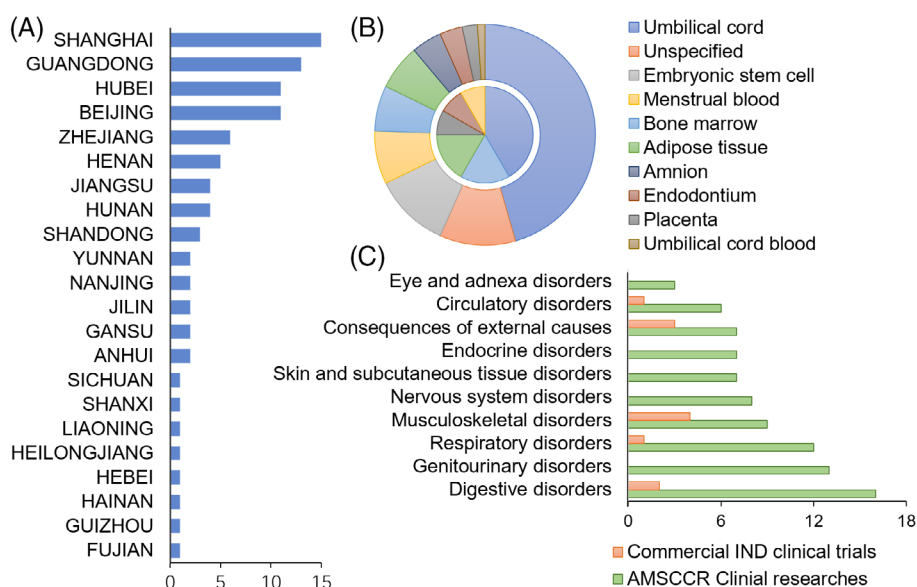 (A)
SHANGHAI
GUANGDONG
HUBEI
BEIJING
ZHEJIANG
HENAN
JIANGSU
HUNAN
SHANDONG
YUNNAN
NANJING
JILIN
GANSU
ANHUI
SICHUAN
SHANXI
LIAONING
HEILONGJIANG
HEBEI
HAINAN
GUIZHOU
FUJIAN
0 5 10 15
(B)
Umbilical cord
Unspecified
Embryonic stem cell
Menstrual blood
Bone marrow
Adipose tissue
Amnion
Endodontium
Placenta
Umbilical cord blood
(C)
Eye and adnexa disorders
Circulatory disorders
Consequences of external causes
Endocrine disorders
Skin and subcutaneous tissue disorders
Nervous system disorders
Musculoskeletal disorders
Respiratory disorders
Genitourinary disorders
Digestive disorders
0 6 12 18
Commercial IND clinical trials
AMSCCR Clinial researches